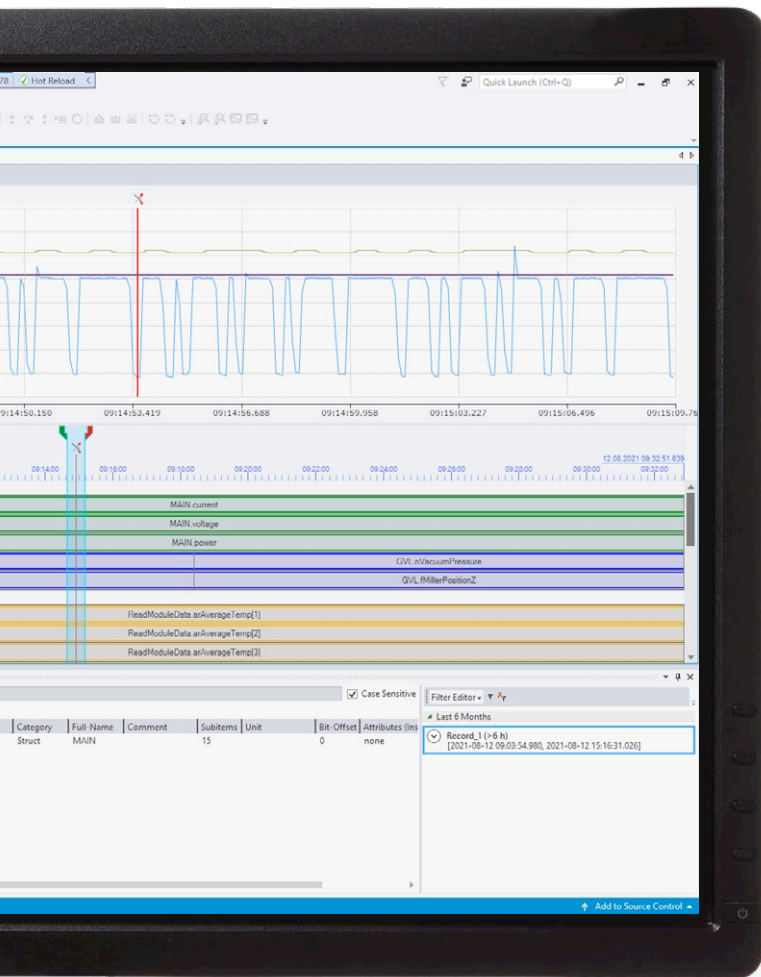 78 Hot Reload
Quick Launch (Ctrl+Q)
09:14:50.150 09:14:53.419 09:14:56.688 09:14:59.958 09:15:03.227 09:15:06.496 09:15:09.76
12.08.2021 09:32:51.639
09:14:00 09:16:00 09:18:00 09:20:00 09:22:00 09:24:00 09:26:00 09:28:00 09:30:00 09:32:00
MAIN.current
MAIN.voltage
MAIN.power
GVL.nVacuumPressure
GVL.fMillerPositionZ
ReadModuleData.arAverageTemp[1]
ReadModuleData.arAverageTemp[2]
ReadModuleData.arAverageTemp[3]
Case Sensitive
Category Full-Name Comment Subitems Unit Bit-Offset Attributes (Ins
Struct MAIN 15 0 none
Filter Editor
Last 6 Months
Record_1 (>6 h)
[2021-08-12 09:03:54.980, 2021-08-12 15:16:31.026]
Add to Source Control